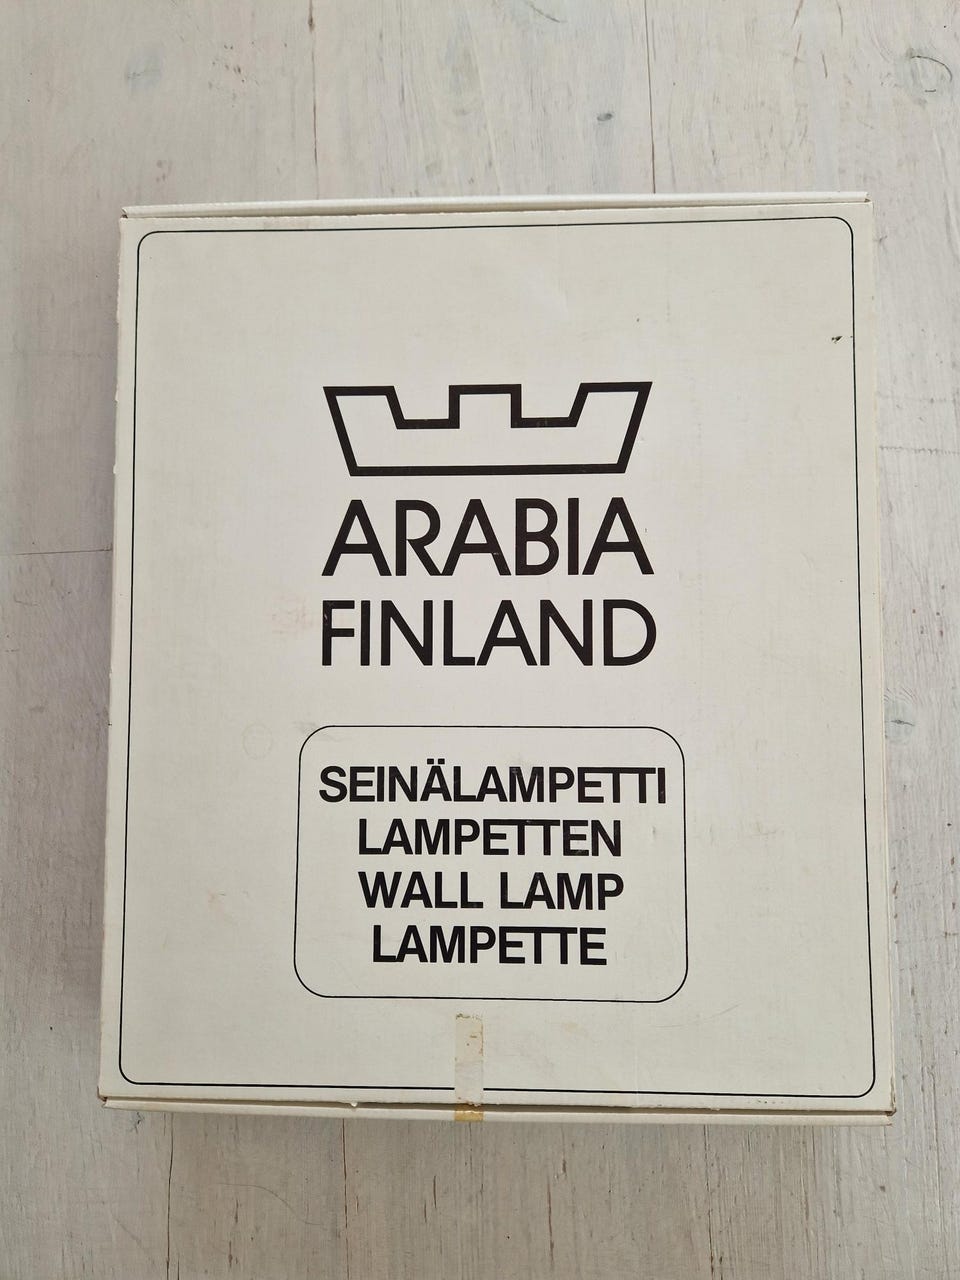 ARABIA
FINLAND
SEINÄLAMPETTI
LAMPETTEN
WALL LAMP
LAMPETTE